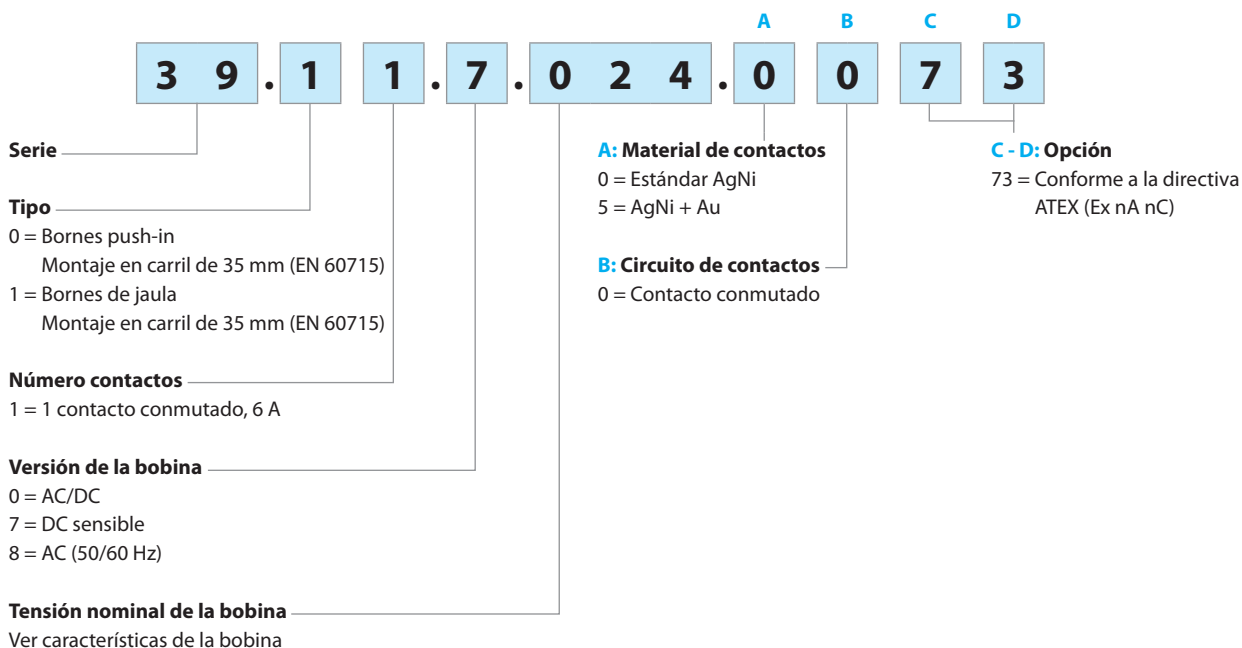 A B C D
3 9 . 1 1 . 7 . 0 2 4 . 0 0 7 3
Serie
Tipo
0 = Bornes push-in
Montaje en carril de 35 mm (EN 60715)
1 = Bornes de jaula
Montaje en carril de 35 mm (EN 60715)
Número contactos
1 = 1 contacto conmutado, 6 A
Versión de la bobina
0 = AC/DC
7 = DC sensible
8 = AC (50/60 Hz)
Tensión nominal de la bobina
Ver características de la bobina
A: Material de contactos
0 = Estándar AgNi
5 = AgNi + Au
B: Circuito de contactos
0 = Contacto conmutado
C - D: Opción
73 = Conforme a la directiva
ATEX (Ex nA nC)